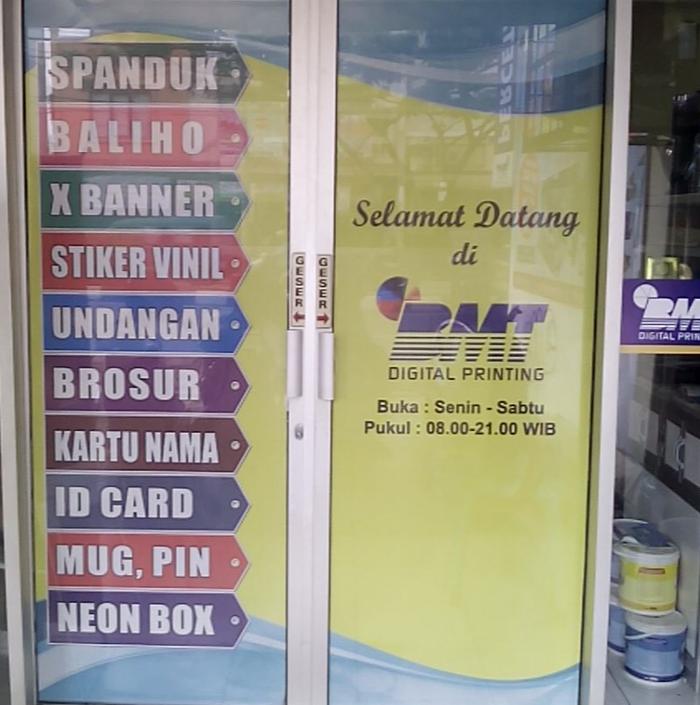 SPANDUK
BALIHO
X BANNER
STIKER VINIL
UNDANGAN
BROSUR
KARTU NAMA
ID CARD
MUG, PIN
NEON BOX
GESER
GESER
Selamat Datang
di
BMT
DIGITAL PRINTING
Buka : Senin - Sabtu
Pukul : 08.00-21.00 WIB
DIGITAL PRIN